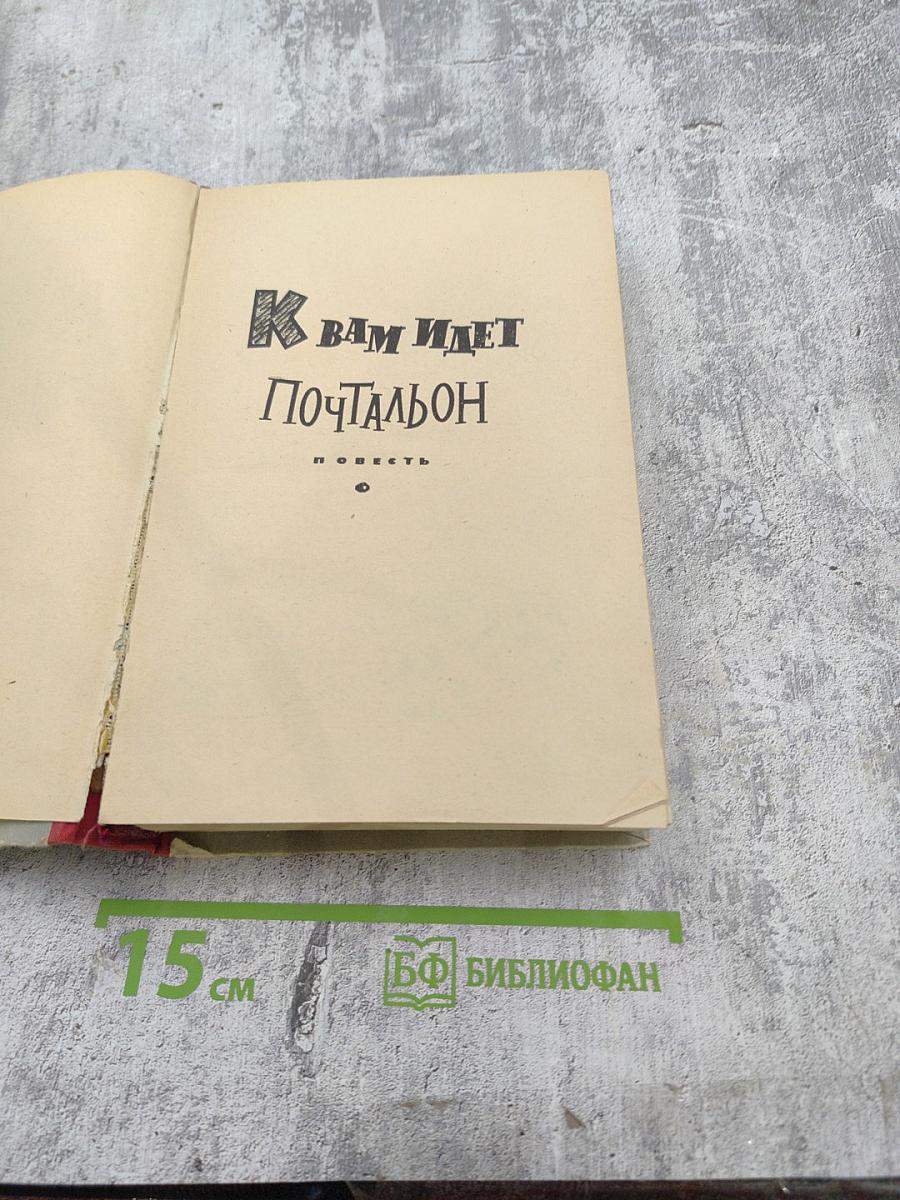 К ВАМ ИДЕТ
ПОЧТАЛЬОН
ПОВЕСТЬ
15 см
БФ БИБЛИОФАН